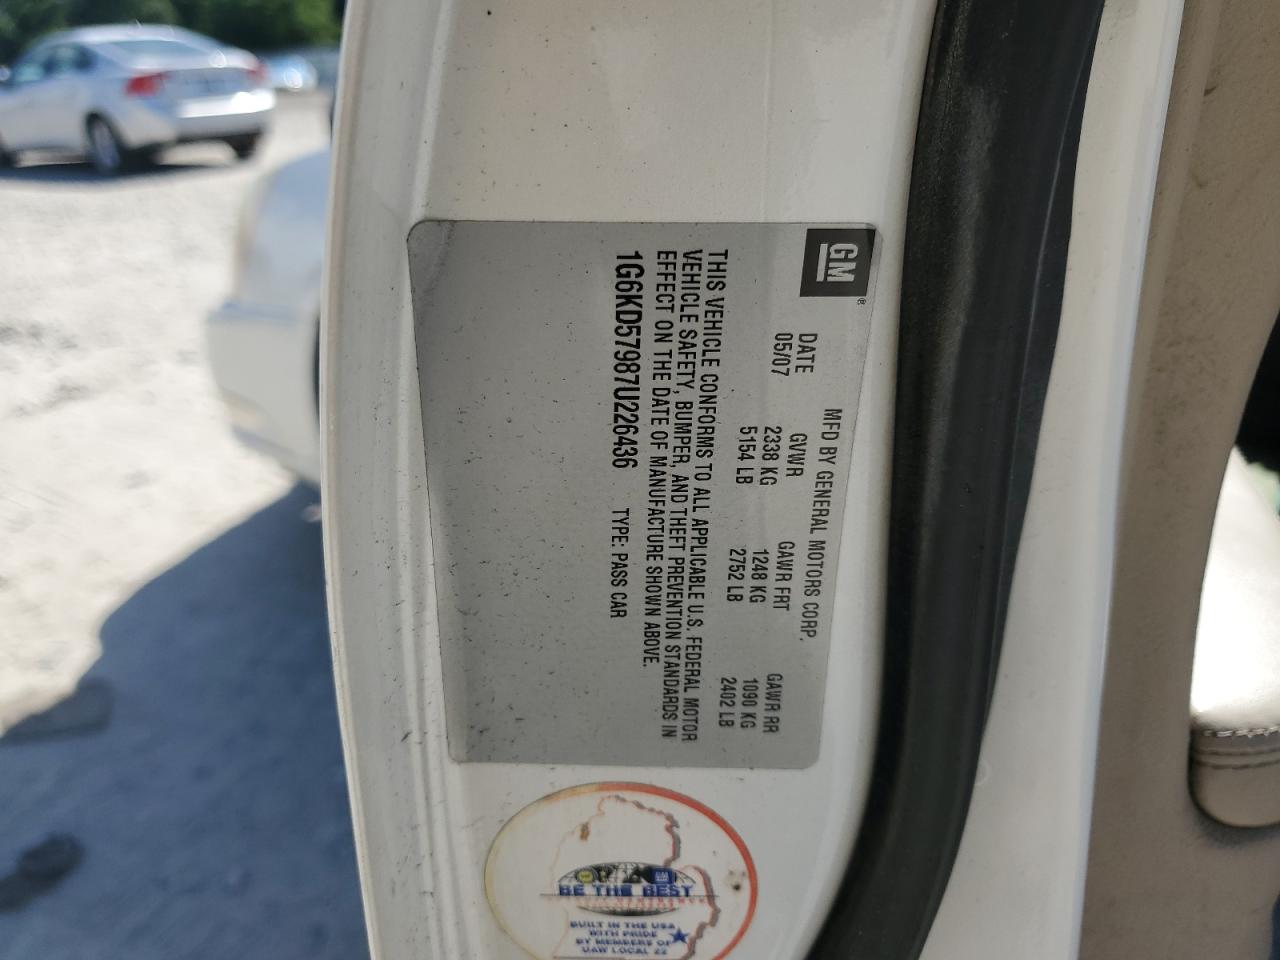 GM®
MFD BY GENERAL MOTORS CORP.
DATE GVWR GAWR FRT GAWR RR
05/07 2338 KG 1248 KG 1090 KG
5154 LB 2752 LB 2402 LB
THIS VEHICLE CONFORMS TO ALL APPLICABLE U.S. FEDERAL MOTOR
VEHICLE SAFETY, BUMPER, AND THEFT PREVENTION STANDARDS IN
EFFECT ON THE DATE OF MANUFACTURE SHOWN ABOVE.
1G6KD57987U226436 TYPE: PASS CAR
BE THE BEST
BUILT IN THE USA
WITH PRIDE
BY MEMBERS OF
UAW LOCAL 22